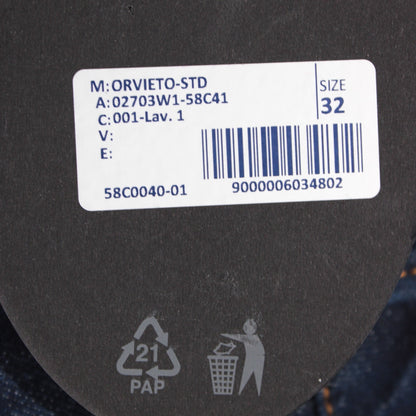 M: ORVIETO-STD
A: 02703W1-58C41
C: 001-Lav. 1
V:
E:
SIZE
32
58C0040-01
9000006034802
21
PAP